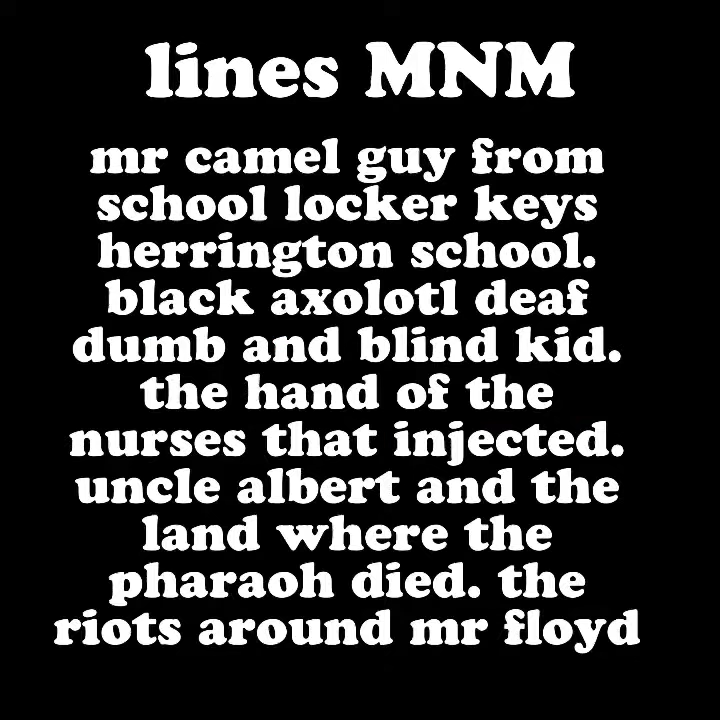 lines MNM
mr camel guy from
school locker keys
herrington school.
black axolotl deaf
dumb and blind kid.
the hand of the
nurses that injected.
uncle albert and the
land where the
pharaoh died. the
riots around mr floyd